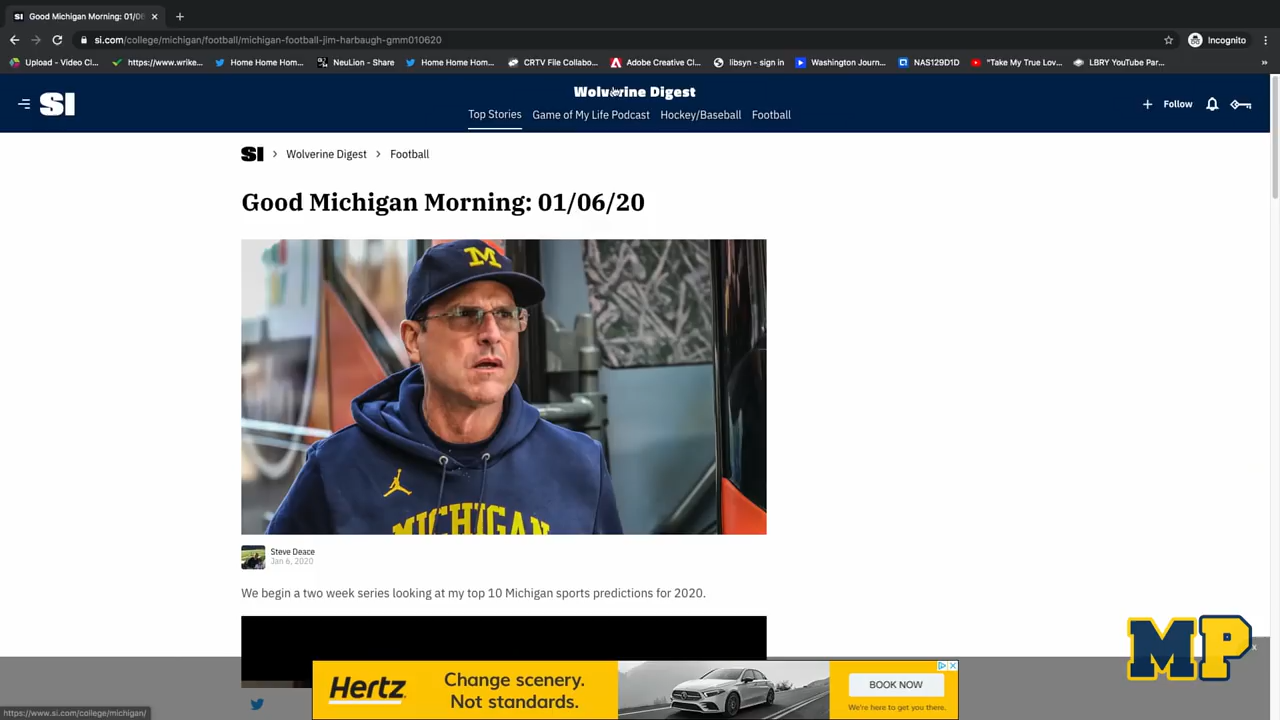 Good Michigan Morning: 01/06
si.com/college/michigan/football/michigan-football-jim-harbaugh-gmm010620
Incognito
Upload - Video Cl...
https://www.wrike...
Home Home Hom...
NeuLion - Share
Home Home Hom...
CRTV File Collabo...
Adobe Creative Cl...
libsyn - sign in
Washington Journ...
NAS129D1D
"Take My True Lov...
LBRY YouTube Par...
SI
Wolverine Digest
Top Stories Game of My Life Podcast Hockey/Baseball Football
+ Follow
SI > Wolverine Digest > Football
Good Michigan Morning: 01/06/20
M
MICHIGAN
Steve Deace
Jan 6, 2020
We begin a two week series looking at my top 10 Michigan sports predictions for 2020.
MP
Hertz
Change scenery.
Not standards.
BOOK NOW
We're here to get you there.
https://www.si.com/college/michigan/